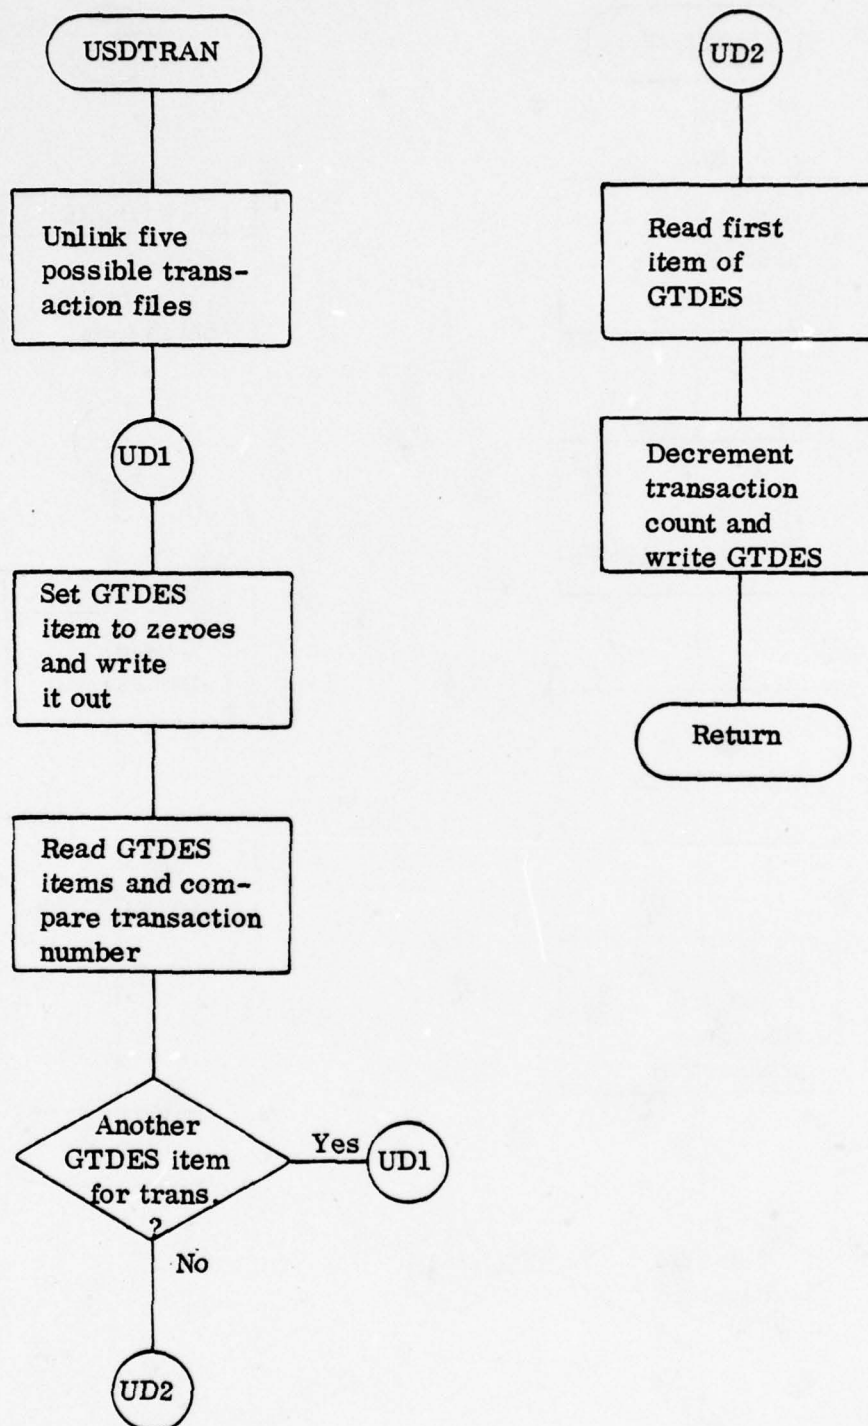 USDTRAN
Unlink five
possible trans-
action files
UD1
Set GTDES
item to zeroes
and write
it out
Read GTDES
items and com-
pare transaction
number
Another
GTDES item
for trans.
?
Yes
UD1
No
UD2
UD2
Read first
item of
GTDES
Decrement
transaction
count and
write GTDES
Return